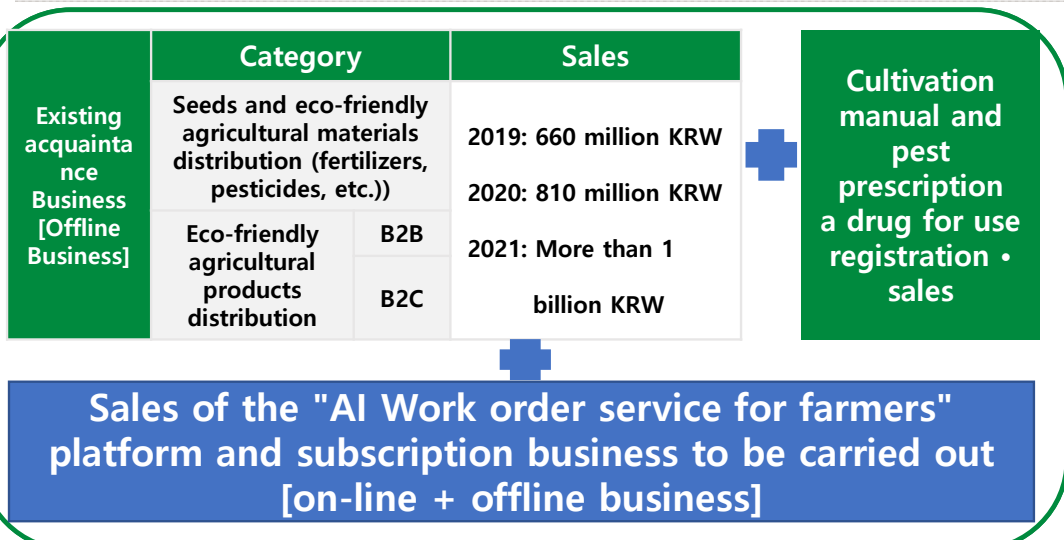 Existing
acquainta
nce
Business
[Offline
Business]
Category
Sales
Seeds and eco-friendly
agricultural materials
distribution (fertilizers,
pesticides, etc.))
Eco-friendly
agricultural
products
distribution
B2B
B2C
2019: 660 million KRW
2020: 810 million KRW
2021: More than 1
billion KRW
Cultivation
manual and
pest
prescription
a drug for use
registration •
sales
Sales of the "AI Work order service for farmers"
platform and subscription business to be carried out
[on-line + offline business]